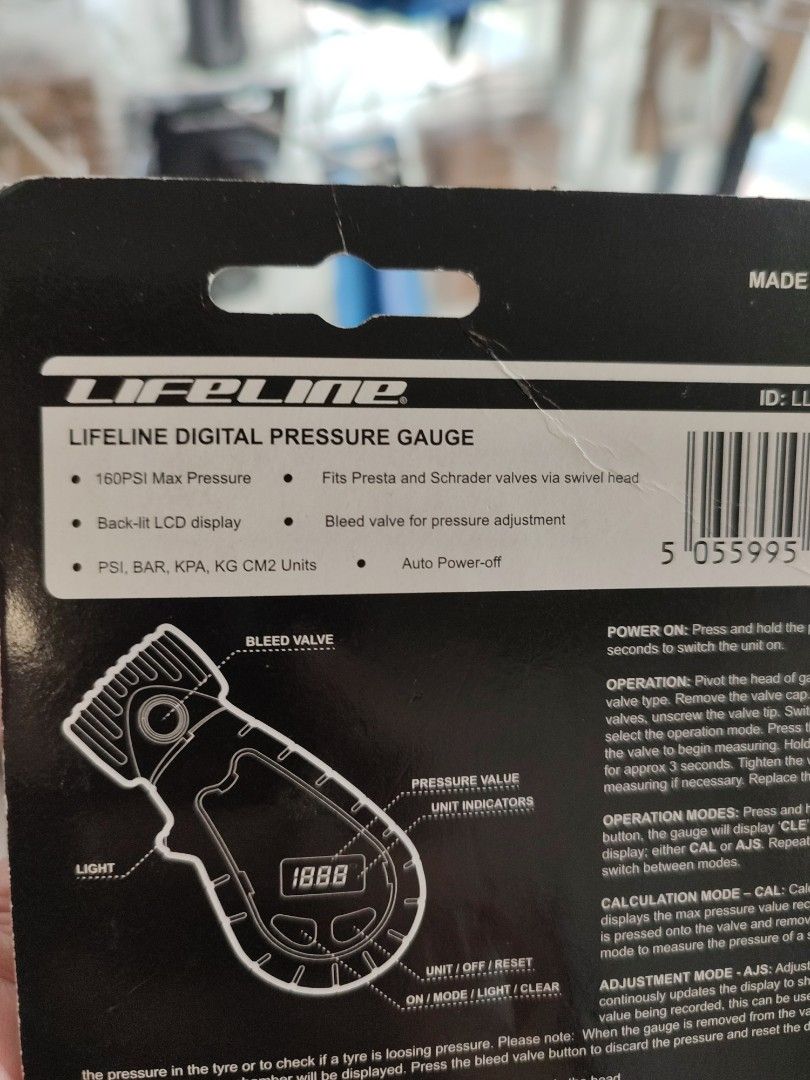 MADE
LIFELINE®
ID: LL
LIFELINE DIGITAL PRESSURE GAUGE
• 160PSI Max Pressure • Fits Presta and Schrader valves via swivel head
• Back-lit LCD display • Bleed valve for pressure adjustment
• PSI, BAR, KPA, KG CM2 Units • Auto Power-off
5 055995
BLEED VALVE
PRESSURE VALUE
UNIT INDICATORS
LIGHT
1888
UNIT / OFF / RESET
ON / MODE / LIGHT / CLEAR
POWER ON: Press and hold the
seconds to switch the unit on.
OPERATION: Pivot the head of
valve type. Remove the valve cap.
valves, unscrew the valve tip.
select the operation mode. Press
the valve to begin measuring. Hold
for approx 3 seconds. Tighten the
measuring if necessary. Replace
OPERATION MODES: Press and
button, the gauge will display 'CLE'
display; either CAL or AJS. Repeat
switch between modes.
CALCULATION MODE – CAL:
displays the max pressure value
is pressed onto the valve and
mode to measure the pressure of a
ADJUSTMENT MODE - AJS:
continously updates the display to
value being recorded, this can be
the pressure in the tyre or to check if a tyre is loosing pressure. Please note: When the gauge is removed from the
will be displayed. Press the bleed valve button to discard the pressure and reset the
head